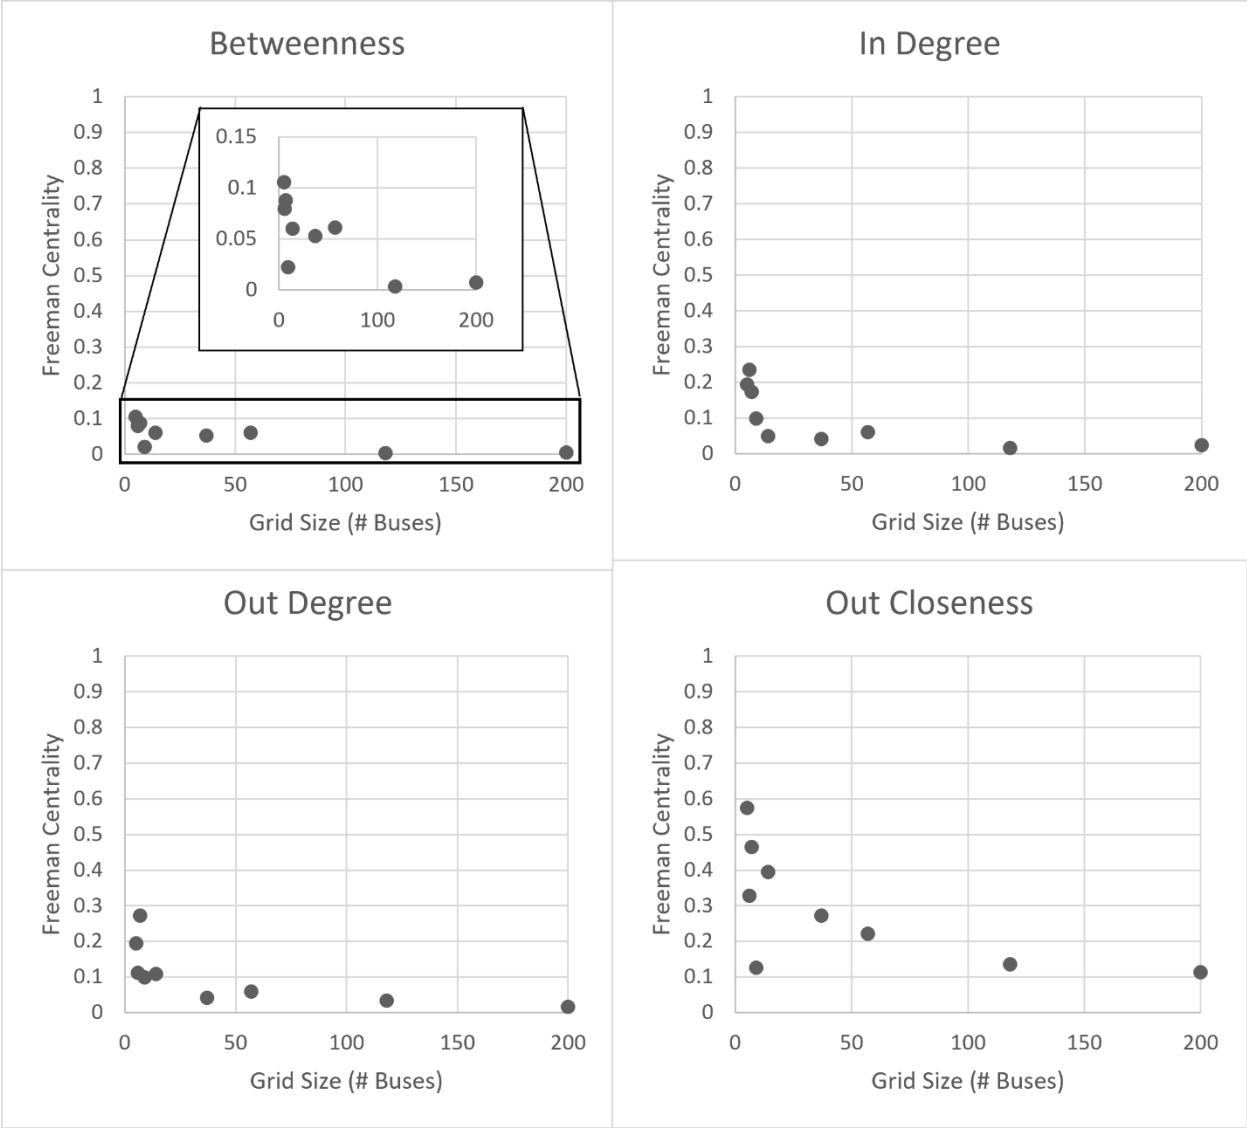 Betweenness
1
0.9
0.8
0.7
0.6
0.5
0.4
0.3
0.2
0.1
0
Freeman Centrality
0.15
0.1
0.05
0
0 100 200
0 50 100 150 200
Grid Size (# Buses)
In Degree
1
0.9
0.8
0.7
0.6
0.5
0.4
0.3
0.2
0.1
0
Freeman Centrality
0 50 100 150 200
Grid Size (# Buses)
Out Degree
1
0.9
0.8
0.7
0.6
0.5
0.4
0.3
0.2
0.1
0
Freeman Centrality
0 50 100 150 200
Grid Size (# Buses)
Out Closeness
1
0.9
0.8
0.7
0.6
0.5
0.4
0.3
0.2
0.1
0
Freeman Centrality
0 50 100 150 200
Grid Size (# Buses)